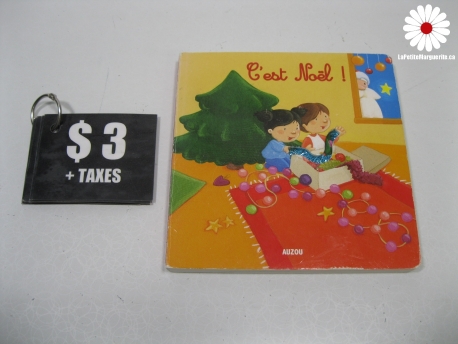 LaPetiteMarguerite.ca
C'est Noël !
$ 3
+ TAXES
AUZOU